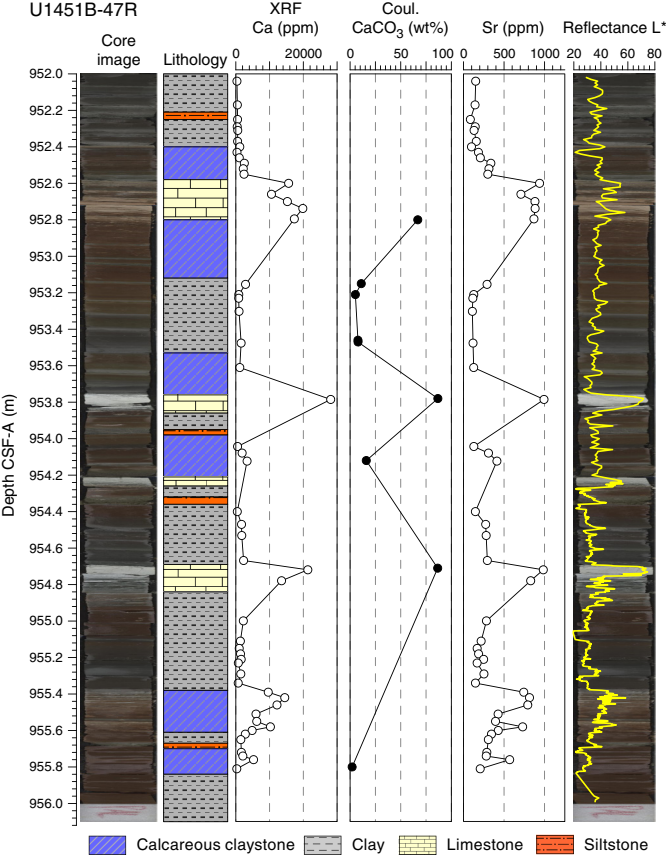 U1451B-47R
XRF
Coul.
Core
image
Lithology
Ca (ppm)
CaCO3 (wt%)
Sr (ppm)
Reflectance L*
0 20000
0 50 100
0 500 1000
20 40 60 80
Depth CSF-A (m)
952.0
952.2
952.4
952.6
952.8
953.0
953.2
953.4
953.6
953.8
954.0
954.2
954.4
954.6
954.8
955.0
955.2
955.4
955.6
955.8
956.0
Calcareous claystone
Clay
Limestone
Siltstone